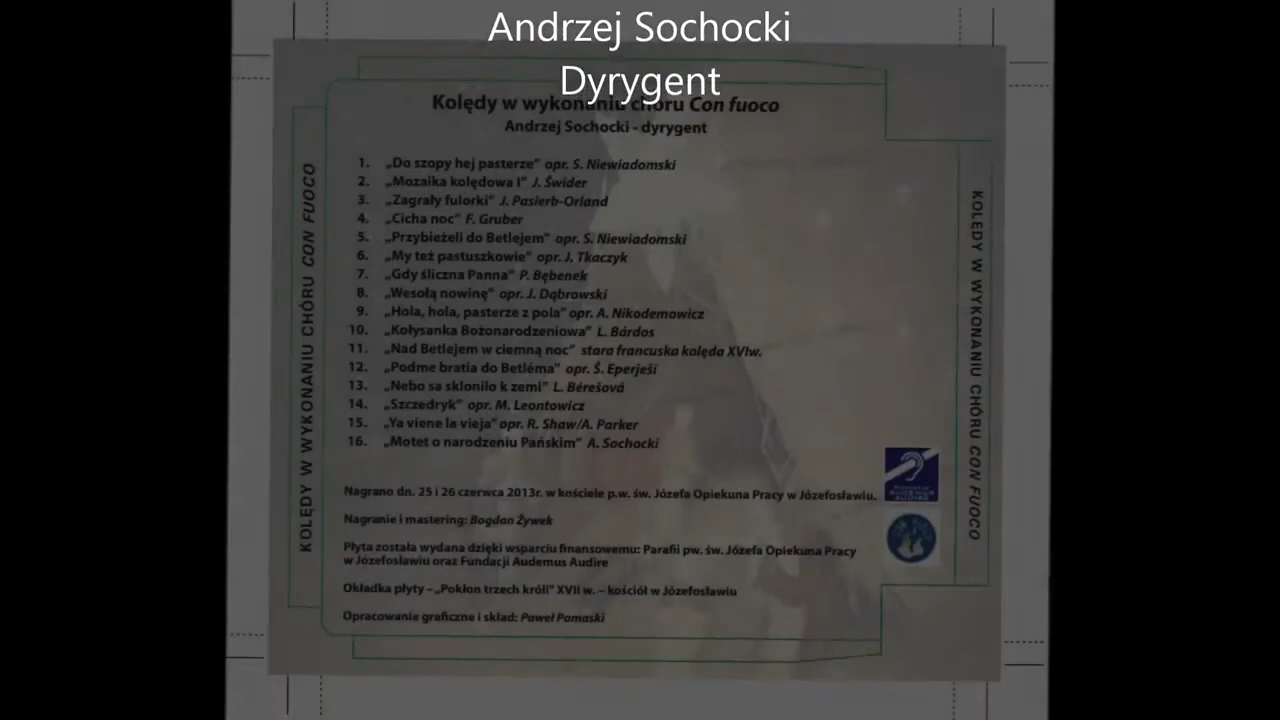 Andrzej Sochocki
Dyrygent
Kolędy w wykonaniu chóru Con fuoco
Andrzej Sochocki - dyrygent
1. „Do szopy hej pasterze" opr. S. Niewiadomski
2. „Mozaika kolędowa I" J. Świder
3. „Zagrały fulorki" J. Pasierb-Orland
4. „Cicha noc" F. Gruber
5. „Przybieżeli do Betlejem" opr. S. Niewiadomski
6. „My też pastuszkowie" opr. J. Tkaczyk
7. „Gdy śliczna Panna" P. Bębenek
8. „Wesołą nowinę" opr. J. Dąbrowski
9. „Hola, hola, pasterze z pola" opr. A. Nikodemowicz
10. „Kołysanka Bożonarodzeniowa" L. Bárdos
11. „Nad Betlejem w ciemną noc" stara francuska kolęda XVIw.
12. „Podme bratia do Betléma" opr. Š. Eperješi
13. „Nebo sa sklonilo k zemi" L. Bérešová
14. „Szczedryk" opr. M. Leontowicz
15. „Ya viene la vieja" opr. R. Shaw/A. Parker
16. „Motet o narodzeniu Pańskim" A. Sochocki
Nagrano dn. 25 i 26 czerwca 2013r. w kościele p.w. św. Józefa Opiekuna Pracy w Józefosławiu.
Nagranie i mastering: Bogdan Żywek
Płyta została wydana dzięki wsparciu finansowemu: Parafii pw. św. Józefa Opiekuna Pracy
w Józefosławiu oraz Fundacji Audemus Audire
Okładka płyty – „Pokłon trzech króli" XVII w. – kościół w Józefosławiu
Opracowanie graficzne i skład: Paweł Pomaski
KOLĘDY W WYKONANIU CHÓRU CON FUOCO
KOLĘDY W WYKONANIU CHÓRU CON FUOCO
AUDEMUS
AUDIRE